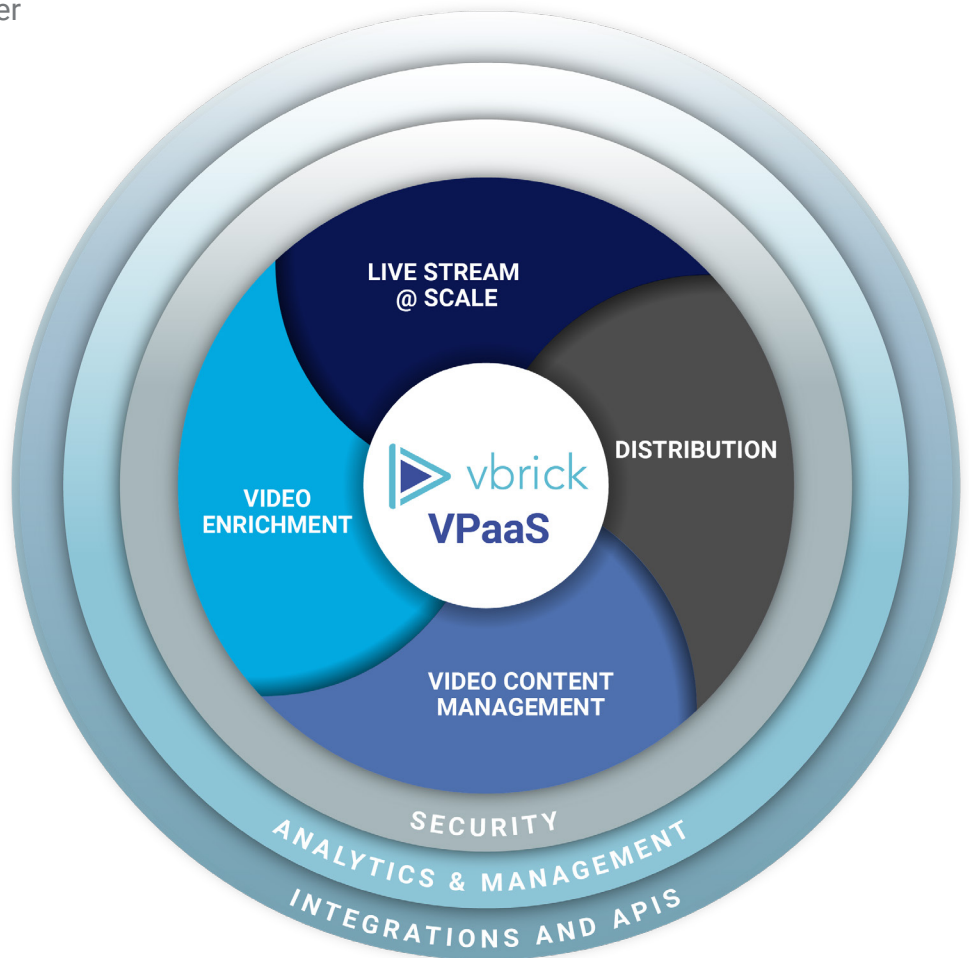 er
LIVE STREAM
@ SCALE
DISTRIBUTION
vbrick
VPaaS
VIDEO
ENRICHMENT
VIDEO CONTENT
MANAGEMENT
SECURITY
ANALYTICS & MANAGEMENT
INTEGRATIONS AND APIS